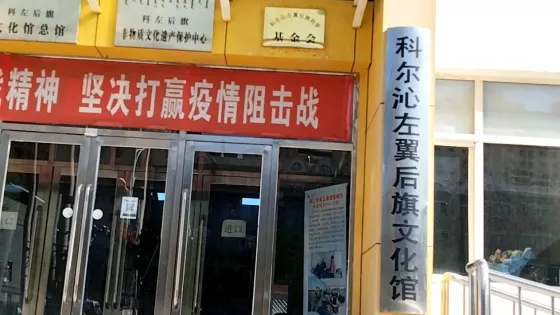 科左后旗
文化馆总馆
科左后旗
非物质文化遗产保护中心
基金会
精神 坚决打赢疫情阻击战
科尔沁左翼后旗文化馆
进口